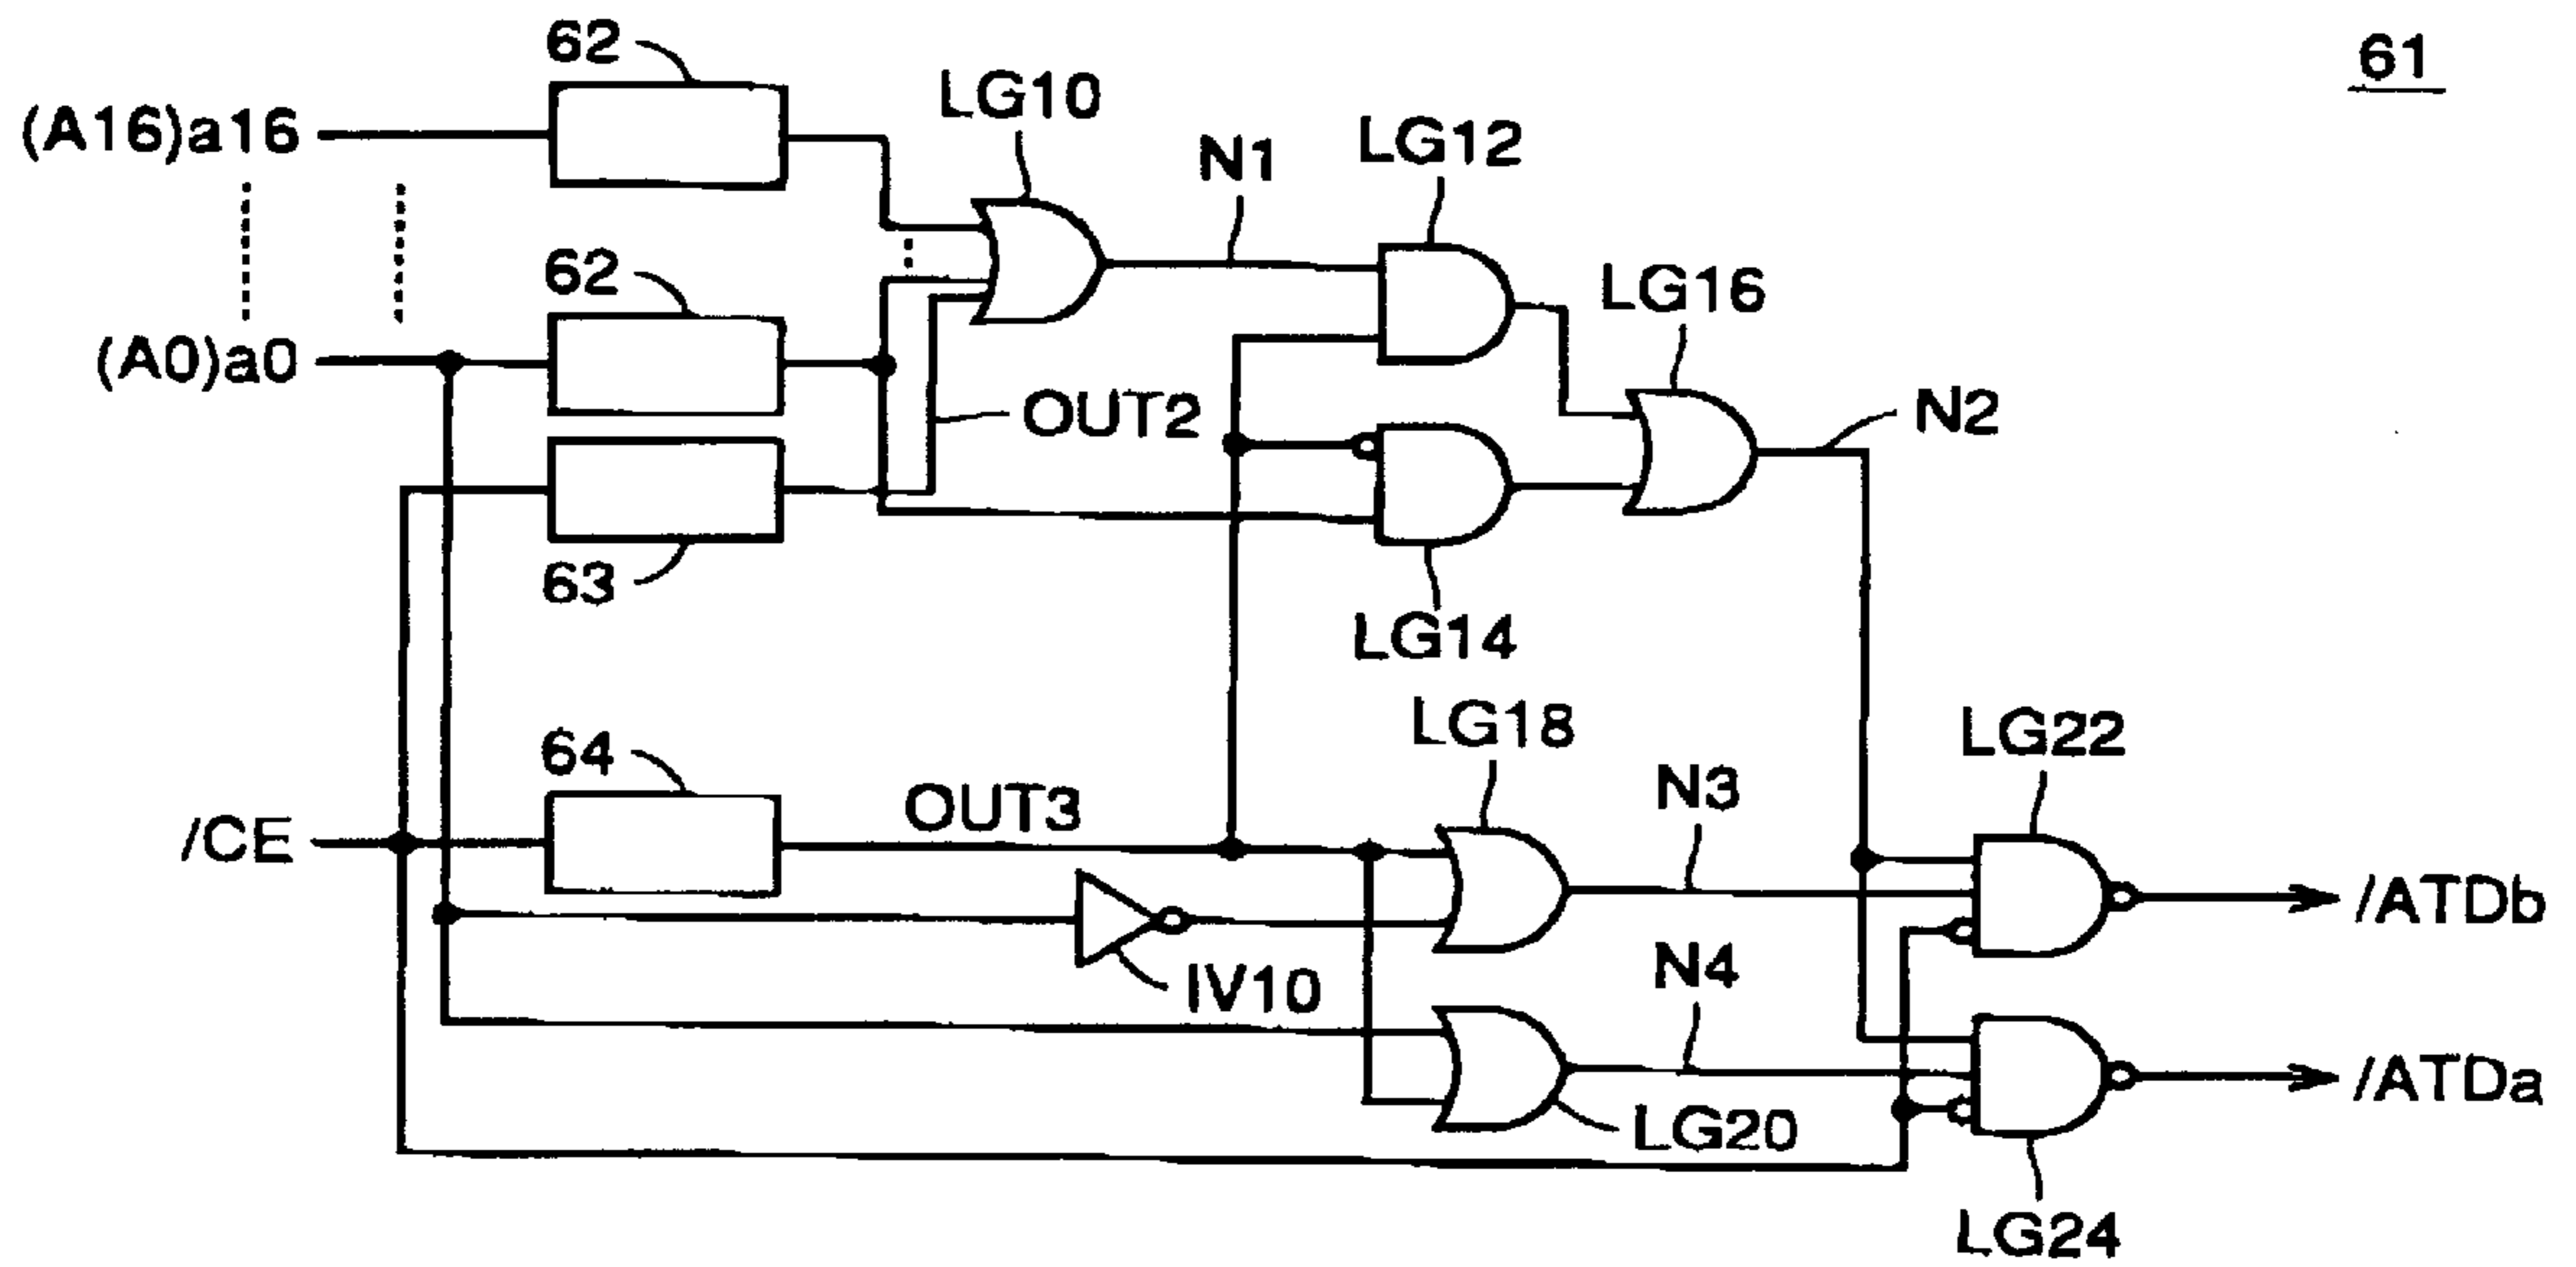 62
61
LG10
(A16)a16
N1
LG12
62
LG16
(A0)a0
OUT2
N2
63
LG14
LG18
LG22
64
N3
OUT3
/CE
/ATDb
N4
IV10
/ATDa
LG20
LG24